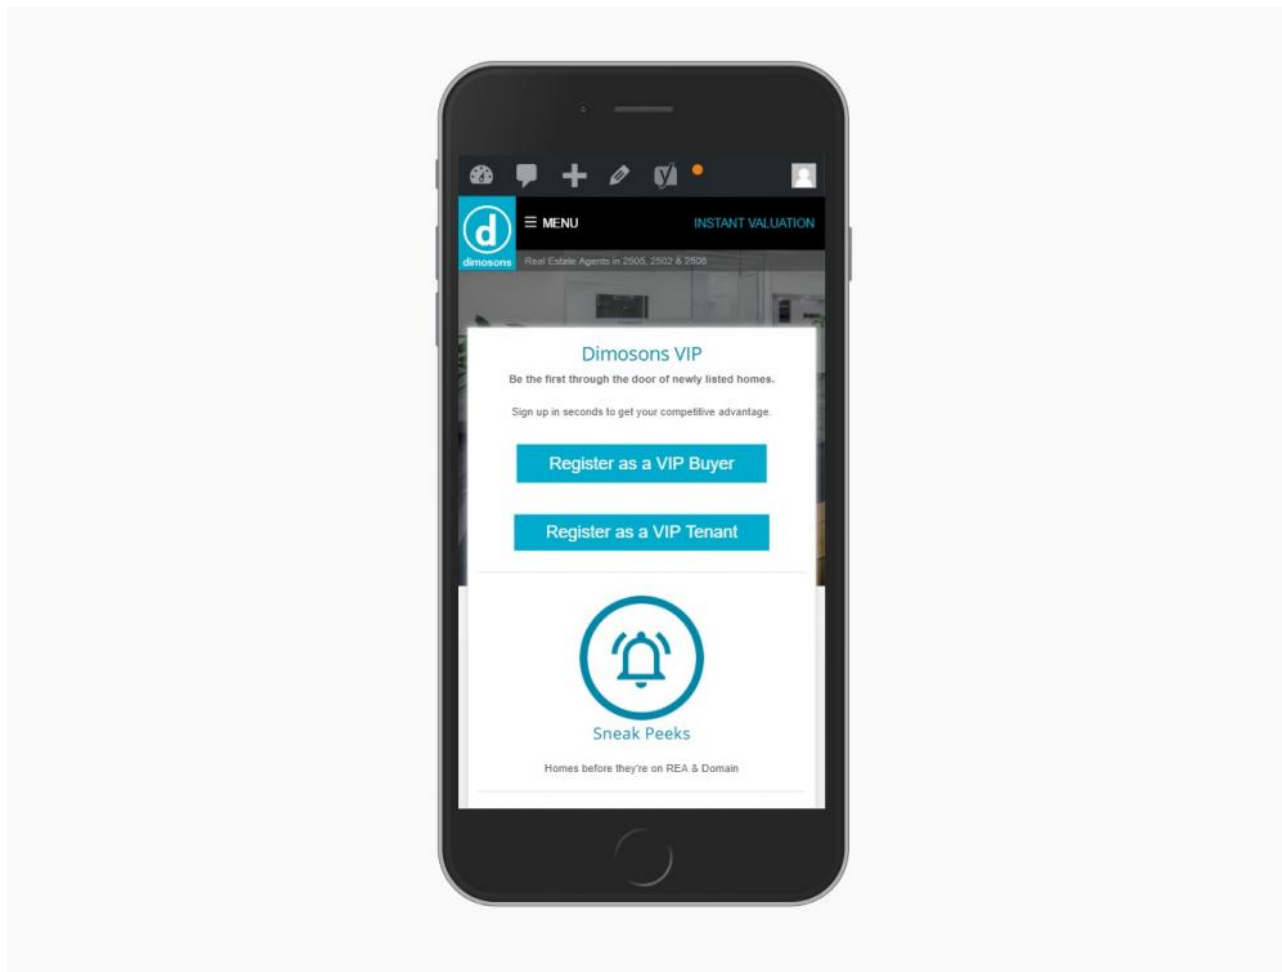 MENU
INSTANT VALUATION
d
dimosons
Real Estate Agents in 2505, 2502 & 2506
Dimosons VIP
Be the first through the door of newly listed homes.
Sign up in seconds to get your competitive advantage.
Register as a VIP Buyer
Register as a VIP Tenant
Sneak Peeks
Homes before they're on REA & Domain